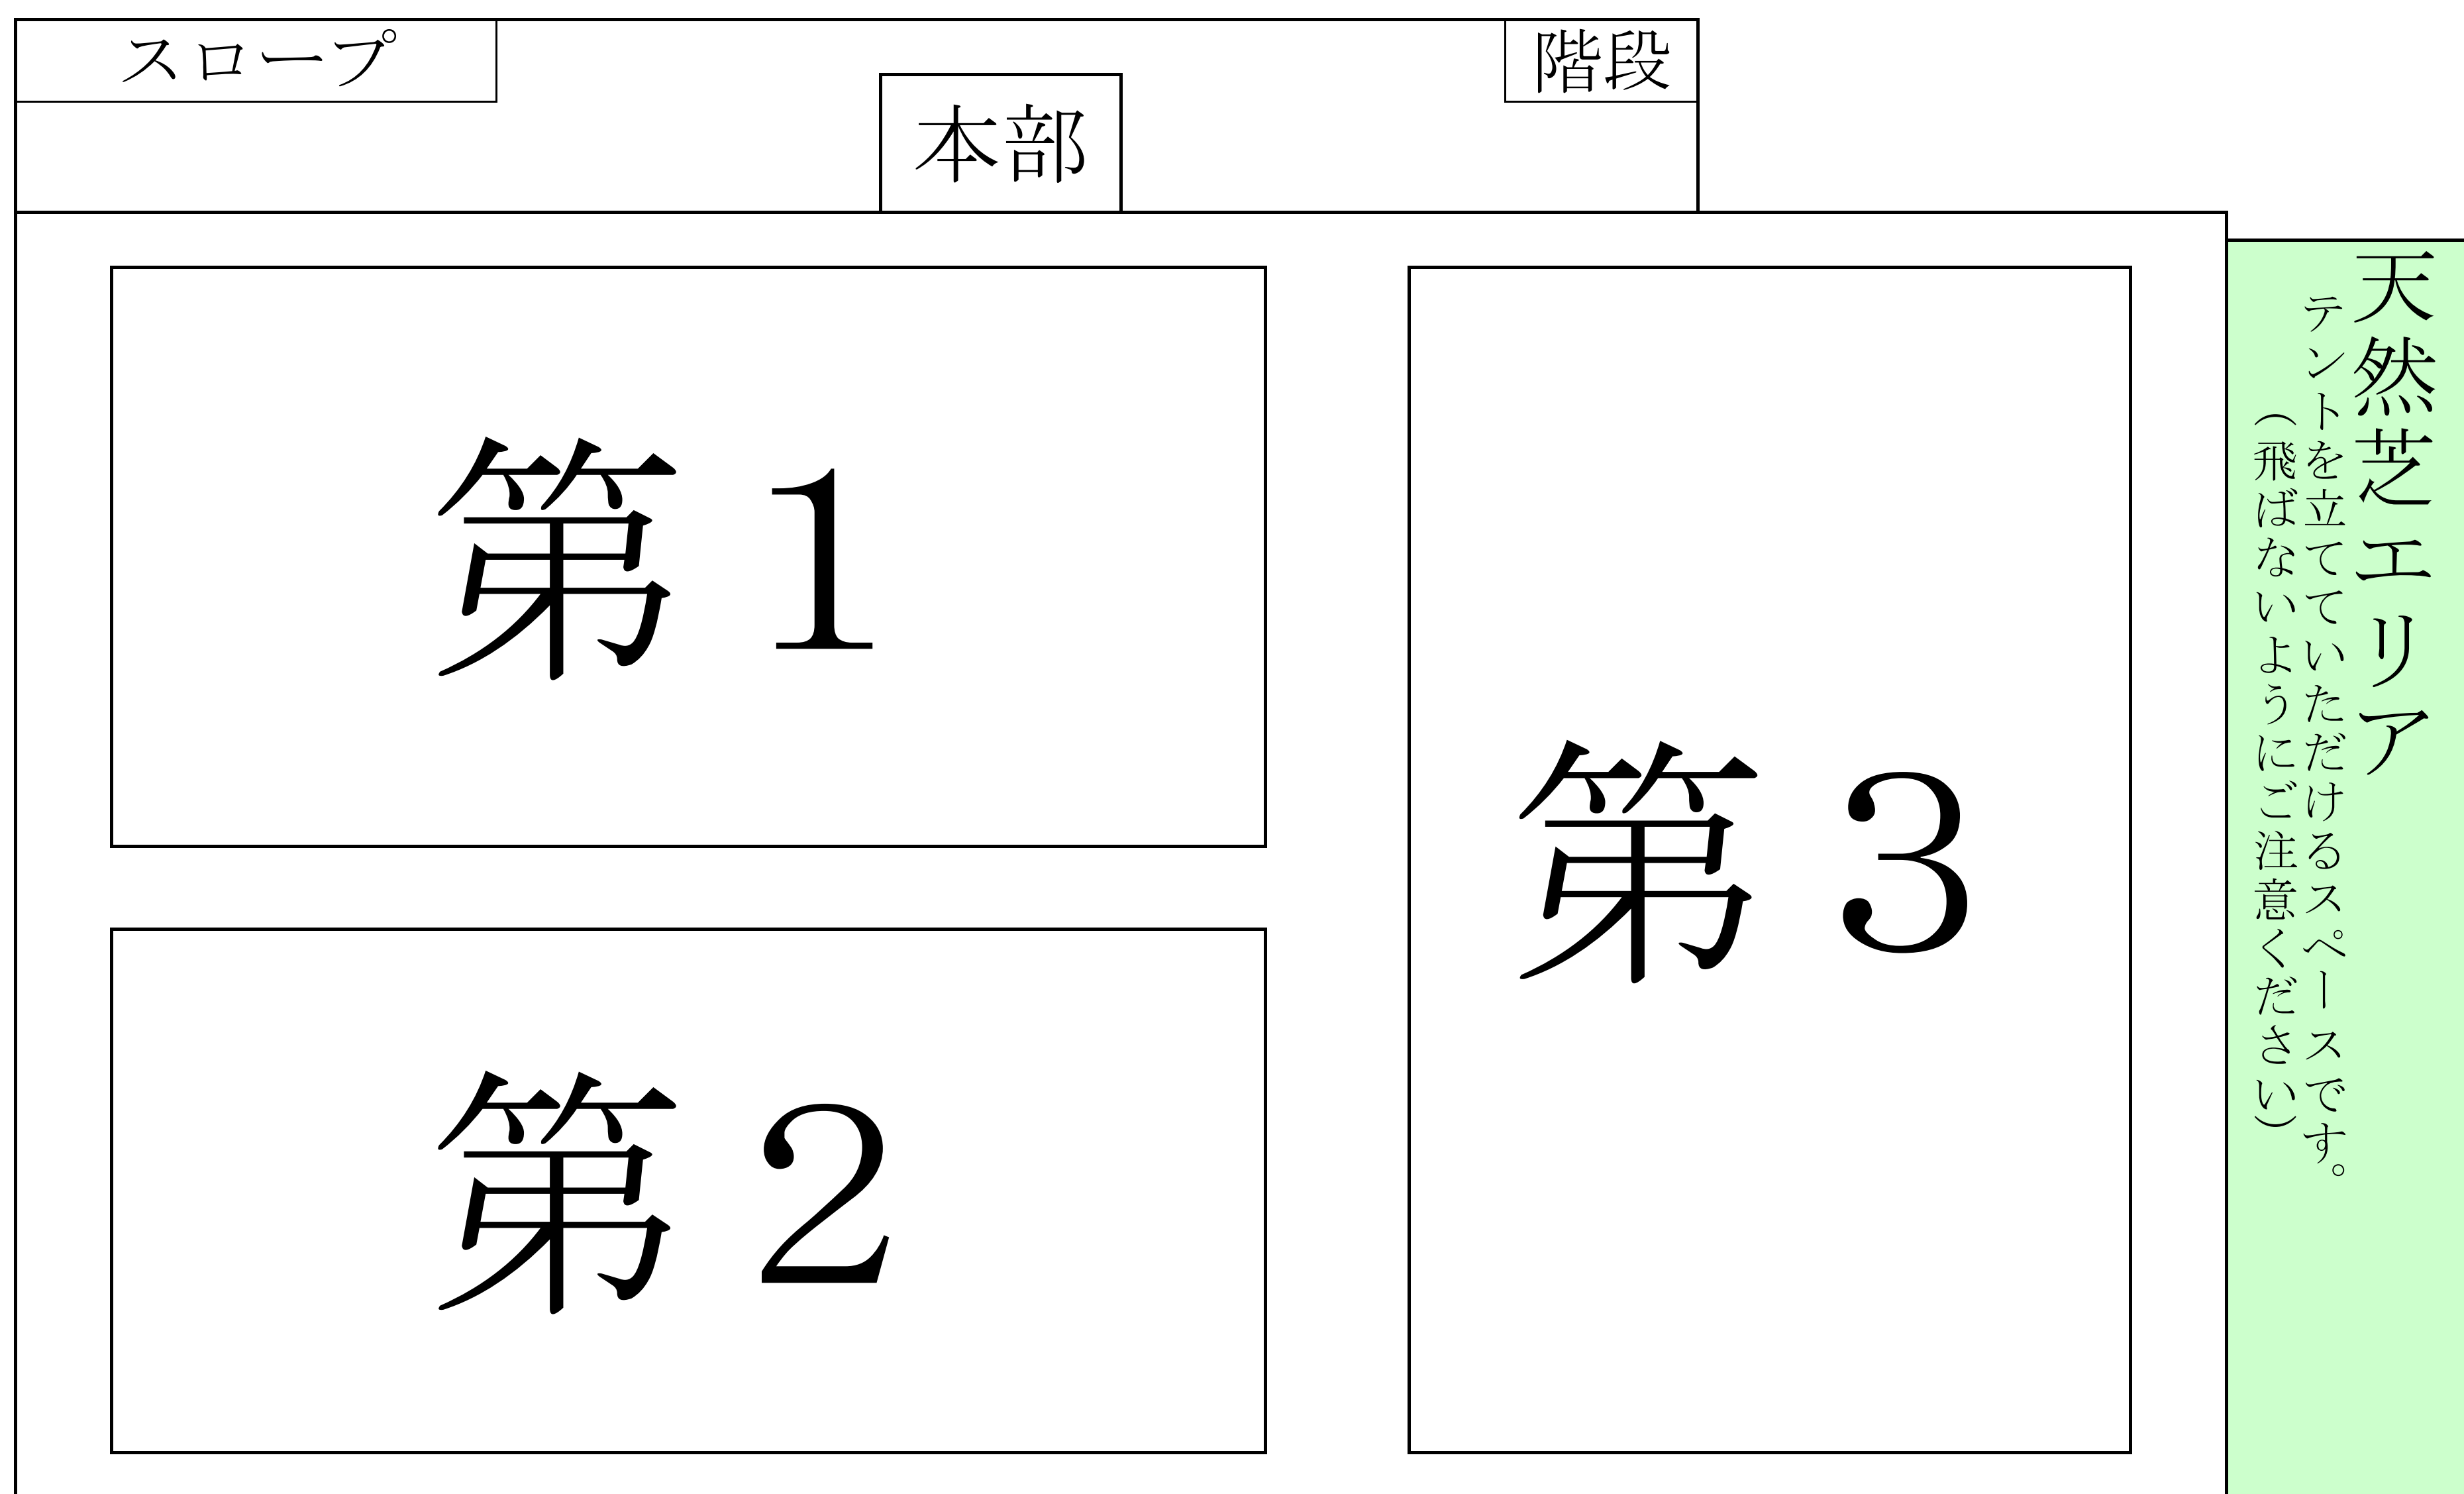 スロープ
階段
本部
第１
第２
第３
天然芝エリア
テントを立てていただけるスペースです。
（飛ばないようにご注意ください）